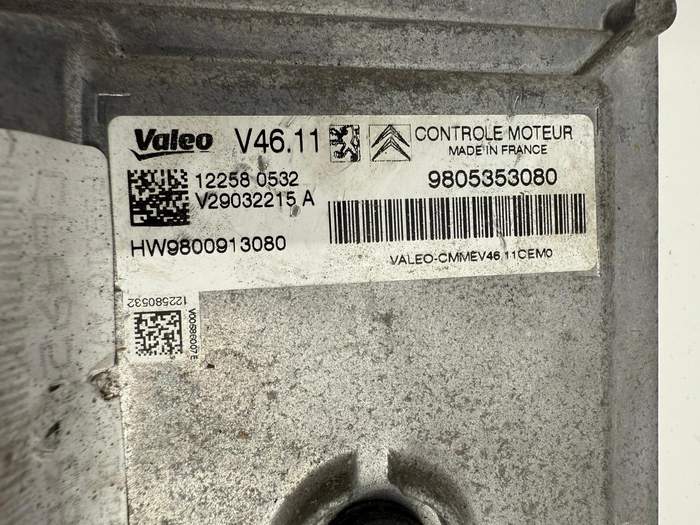 Valeo V46.11 CONTROLE MOTEUR
MADE IN FRANCE
12258 0532 9805353080
V29032215 A
HW9800913080
VALEO-CMMEV46.11CEM0
122580532